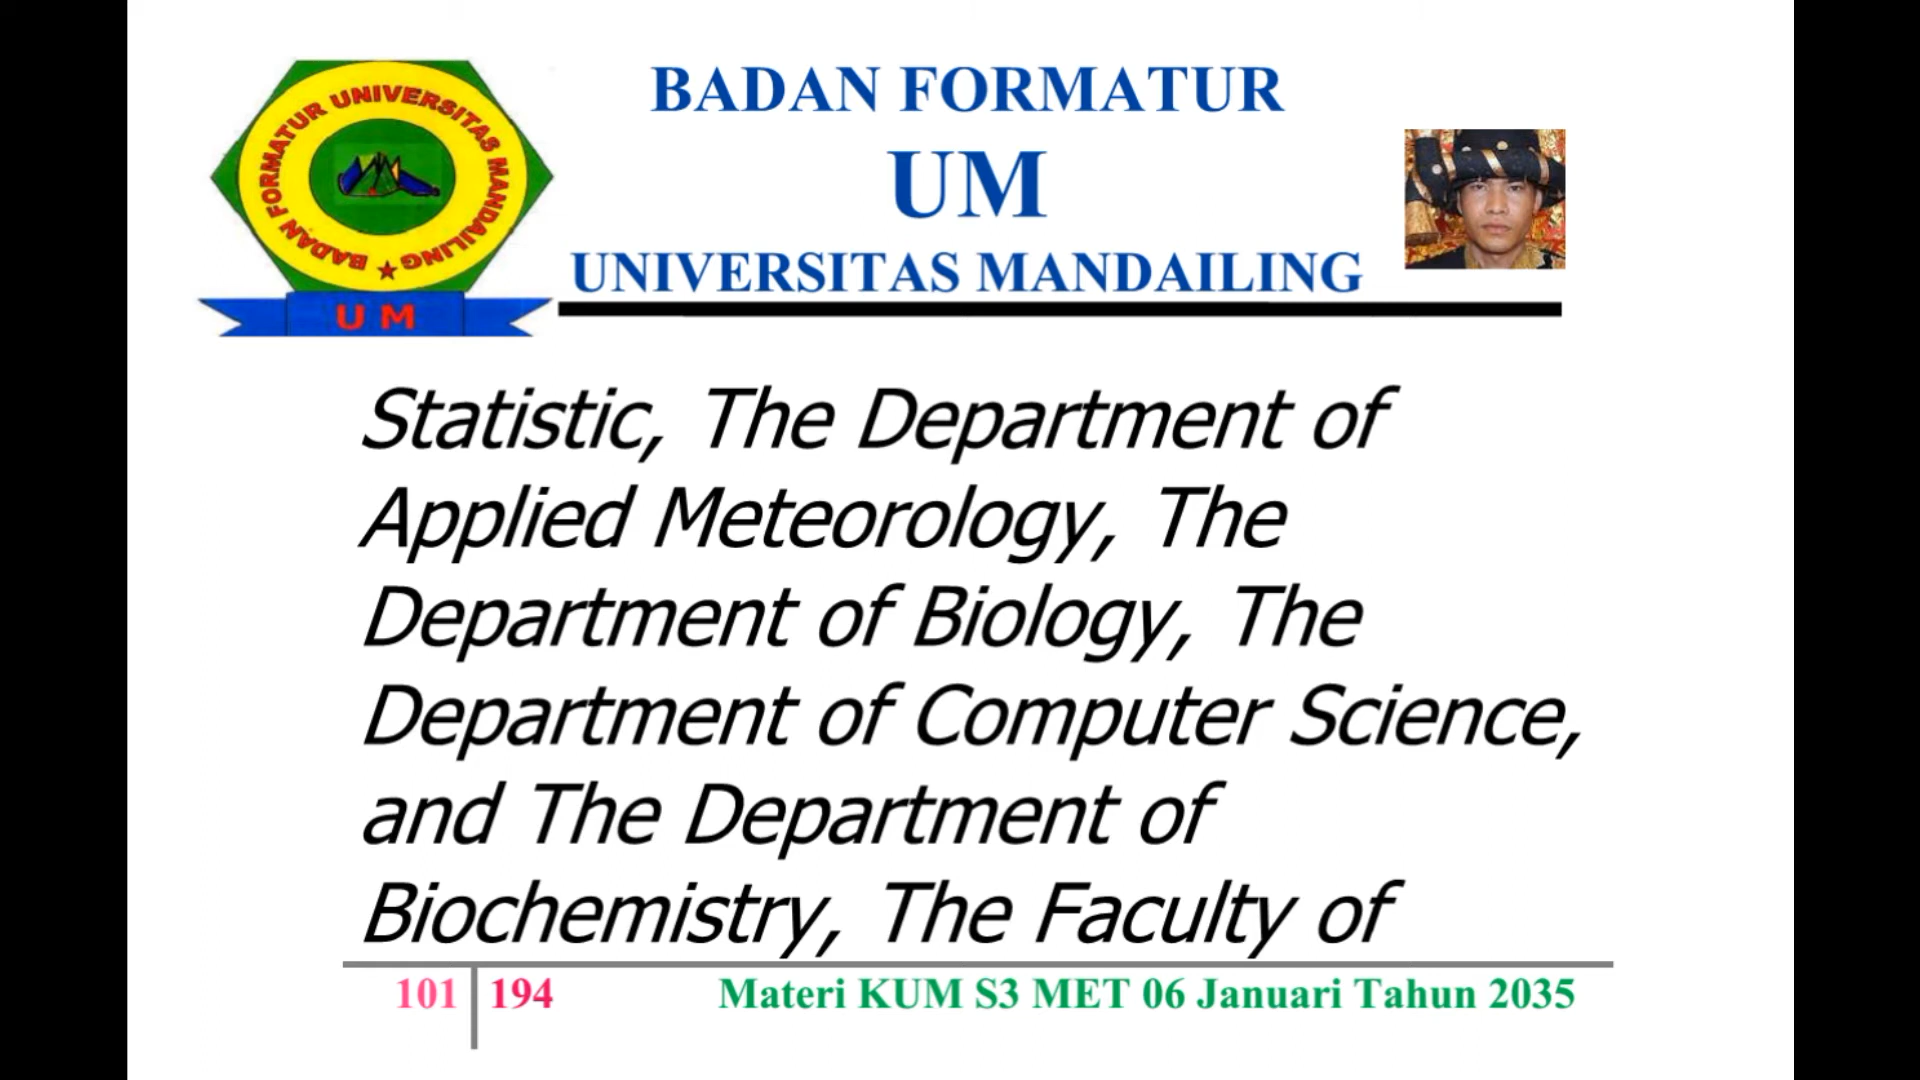 BADAN FORMATUR UNIVERSITAS MANDAILING
UM
BADAN FORMATUR
UM
UNIVERSITAS MANDAILING
Statistic, The Department of
Applied Meteorology, The
Department of Biology, The
Department of Computer Science,
and The Department of
Biochemistry, The Faculty of
101 194 Materi KUM S3 MET 06 Januari Tahun 2035